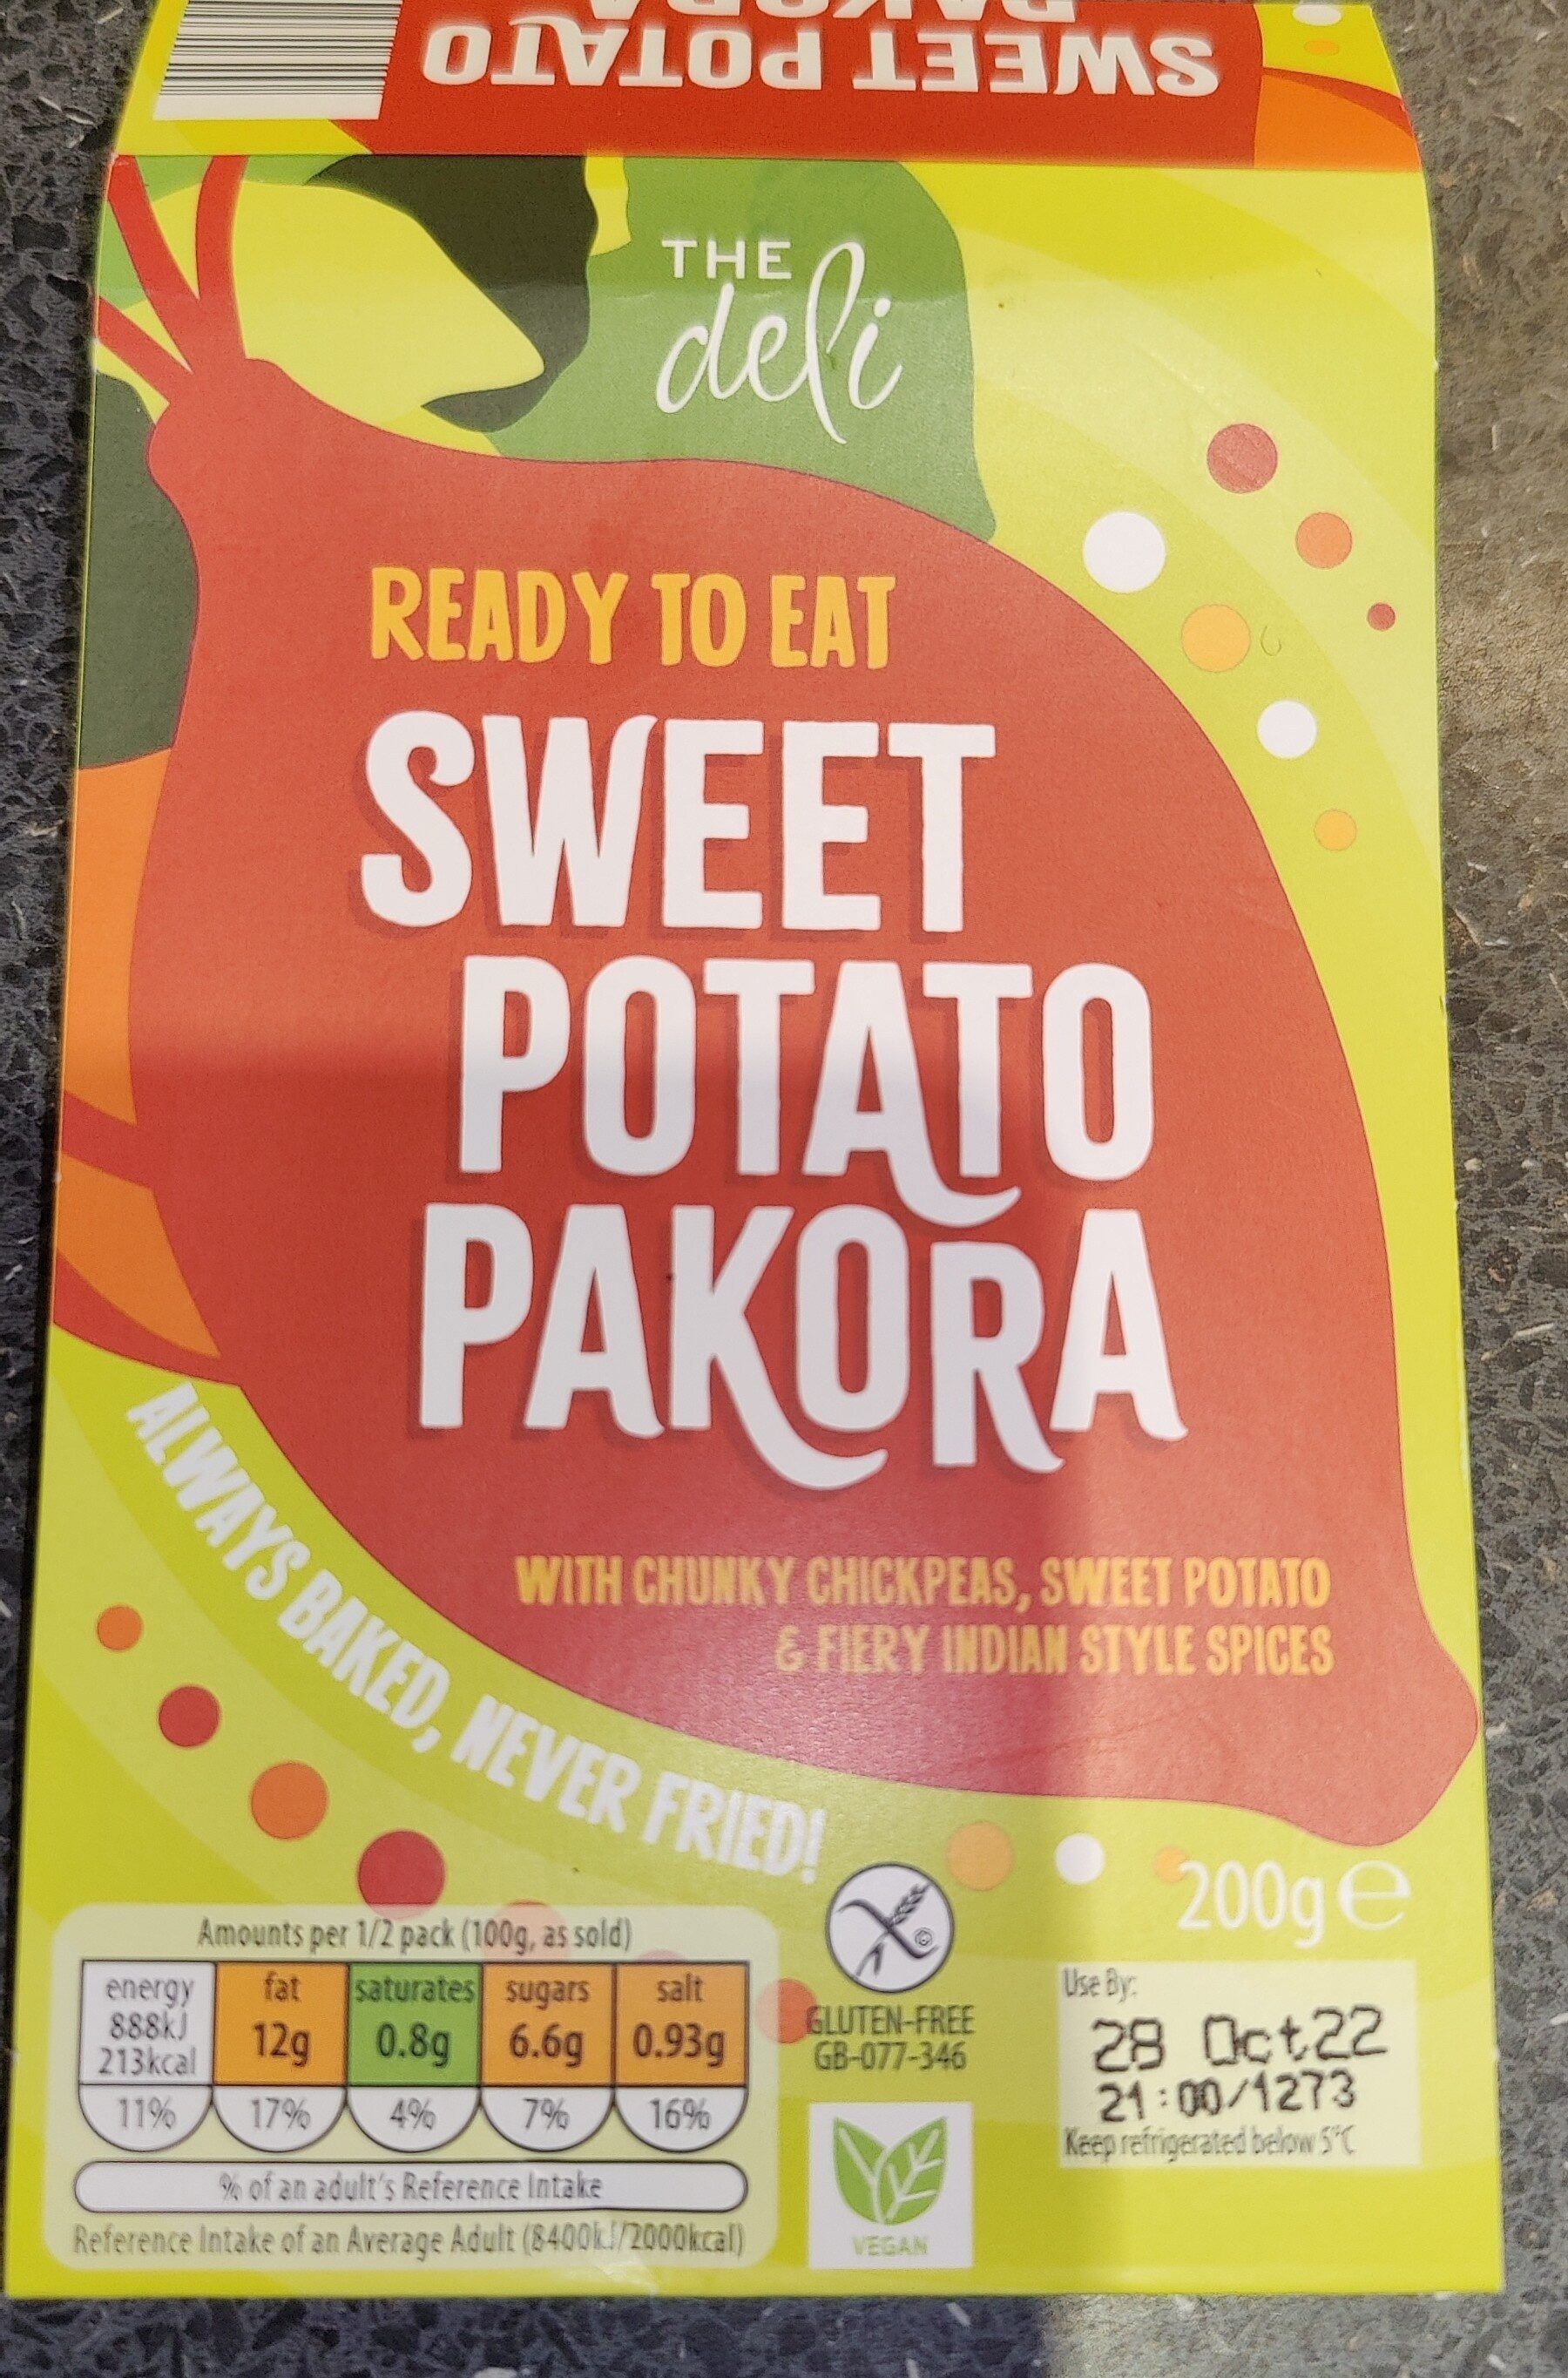 SWEET POTATO
PAKORA
THE
deli
READY TO EAT
SWEET
POTATO
PAKORA
WITH CHUNKY CHICKPEAS, SWEET POTATO
& FIERY INDIAN STYLE SPICES
ALWAYS BAKED, NEVER FRIED!
200g e
Amounts per 1/2 pack (100g, as sold)
energy fat saturates sugars salt
888kJ
213kcal 12g 0.8g 6.6g 0.93g
11% 17% 4% 7% 16%
% of an adult's Reference Intake
Reference Intake of an Average Adult (8400kJ/2000kcal)
©
GLUTEN-FREE
GB-077-346
VEGAN
Use By:
28 Oct22
21:00/1273
Keep refrigerated below 5°C